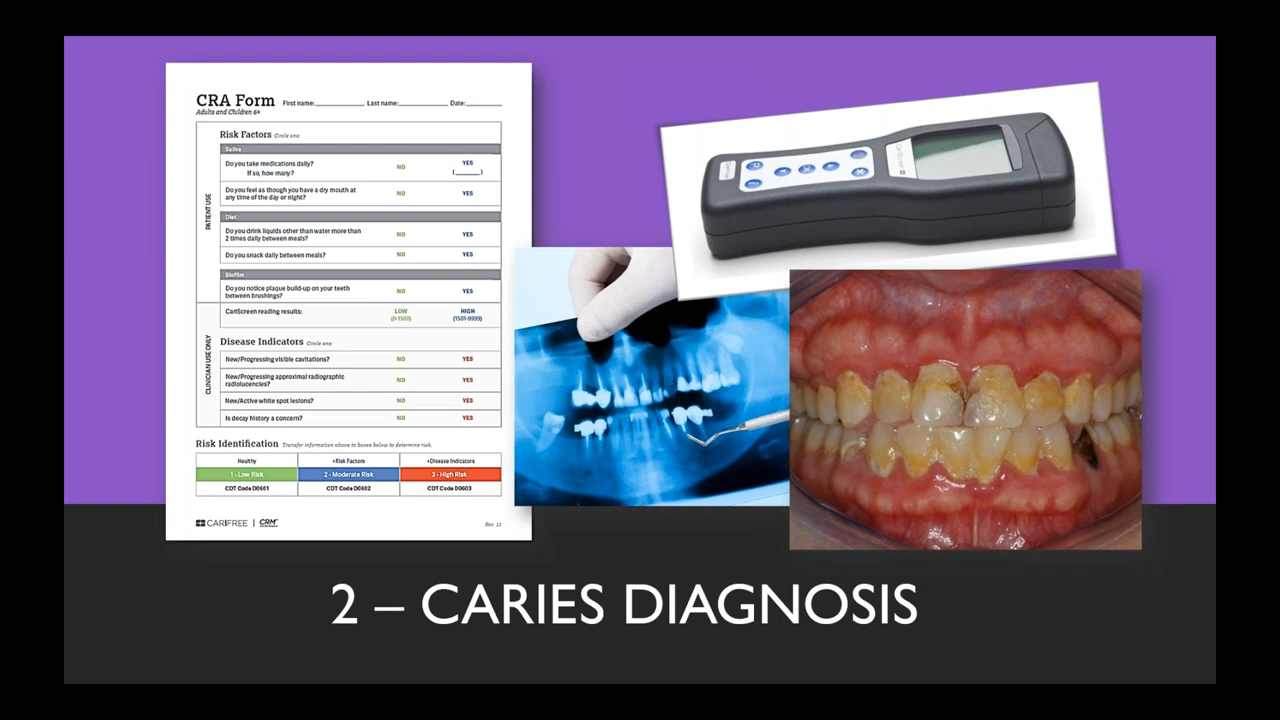 CRA Form First name: Last name: Date:
Adults and Children 6+
Risk Factors Circle one:
Saliva
Do you take medications daily?
If so, how many?
NO
YES
( )
Do you feel as though you have a dry mouth at
any time of the day or night?
NO
YES
Diet
Do you drink liquids other than water more than
2 times daily between meals?
NO
YES
Do you snack daily between meals?
NO
YES
Biofilm
Do you notice plaque build-up on your teeth
between brushings?
NO
YES
PATIENT USE
CariScreen reading results:
LOW
(0-1500)
HIGH
(1501-9999)
Disease Indicators Circle one:
New/Progressing visible cavitations?
NO
YES
New/Progressing approximal radiographic
radiolucencies?
NO
YES
New/Active white spot lesions?
NO
YES
Is decay history a concern?
NO
YES
CLINICIAN USE ONLY
Risk Identification Transfer information above to boxes below to determine risk.
Healthy +Risk Factors +Disease Indicators
1 - Low Risk 2 - Moderate Risk 3 - High Risk
CDT Code D0601 CDT Code D0602 CDT Code D0603
CARIFREE | CRM
Rev. 11
CariScreen
2 – CARIES DIAGNOSIS